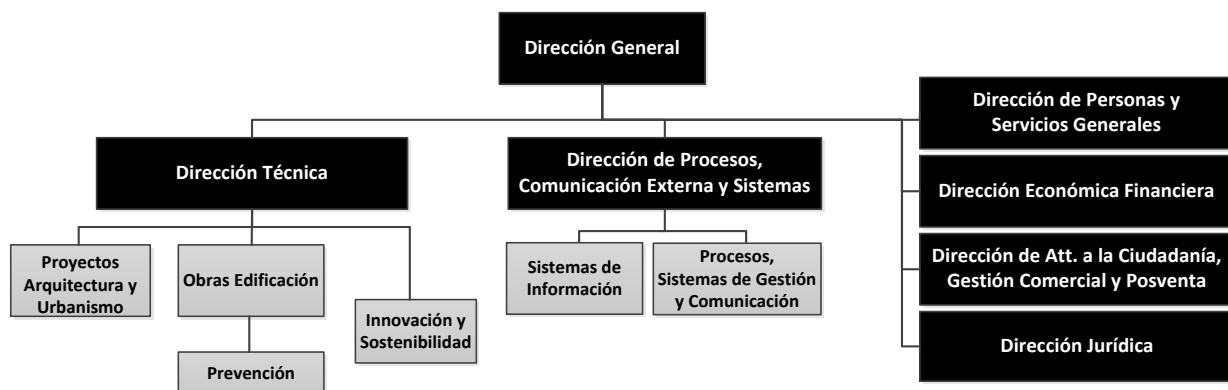 Dirección General
Dirección de Personas y
Servicios Generales
Dirección Técnica
Dirección de Procesos,
Comunicación Externa y Sistemas
Dirección Económica Financiera
Dirección de Att. a la Ciudadanía,
Gestión Comercial y Posventa
Dirección Jurídica
Proyectos
Arquitectura y
Urbanismo
Obras Edificación
Prevención
Innovación y
Sostenibilidad
Sistemas de
Información
Procesos,
Sistemas de Gestión
y Comunicación